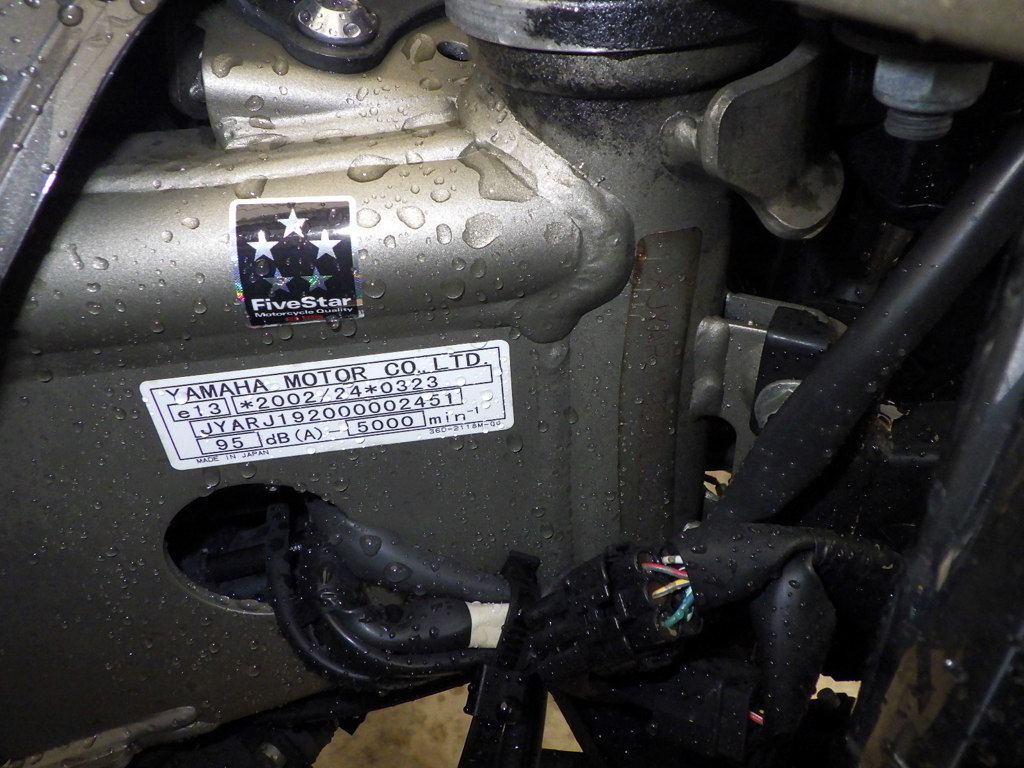 FiveStar
Motorcycle Quality
YAMAHA MOTOR CO., LTD.
e13 *2002/24*0323
JYARJ192000002451
95 dB(A) - 5000 min-1
MADE IN JAPAN